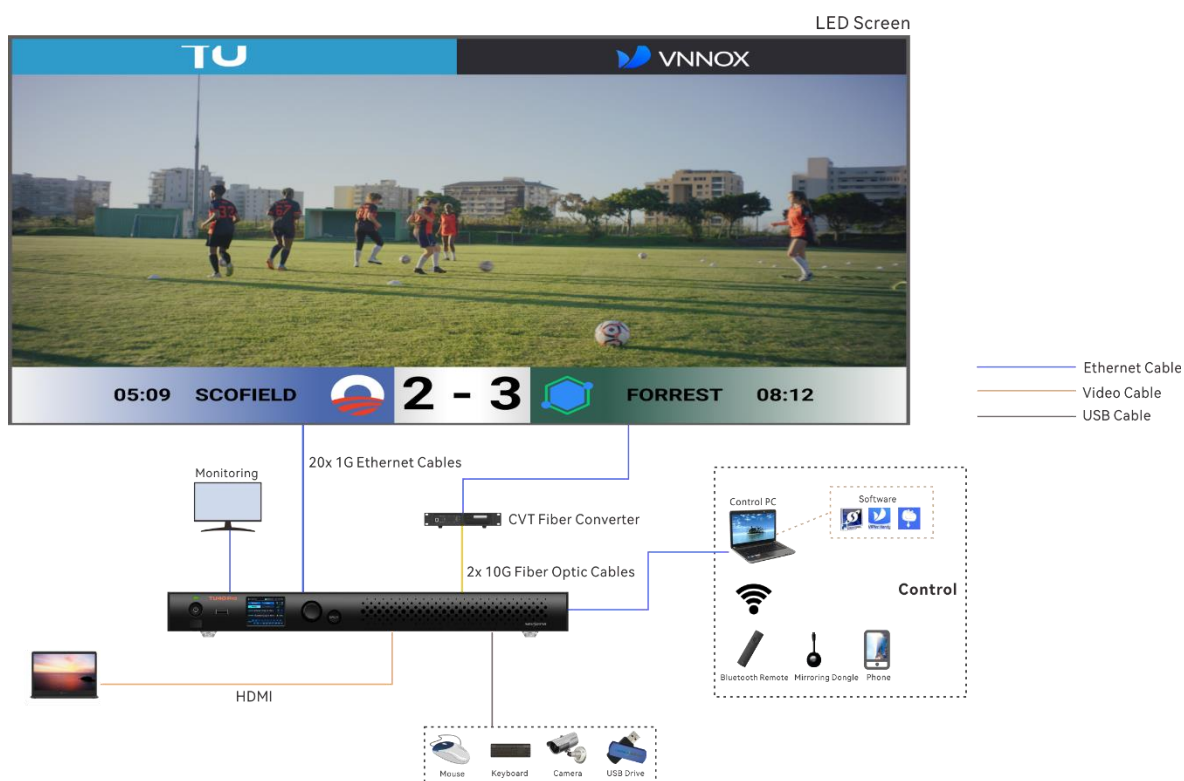 LED Screen
TU
VNNOX
05:09 SCOFIELD 2 - 3 FORREST 08:12
Ethernet Cable
Video Cable
USB Cable
20x 1G Ethernet Cables
Monitoring
CVT Fiber Converter
2x 10G Fiber Optic Cables
Control PC
Software
Control
Bluetooth Remote
Mirroring Dongle
Phone
HDMI
Mouse
Keyboard
Camera
USB Drive